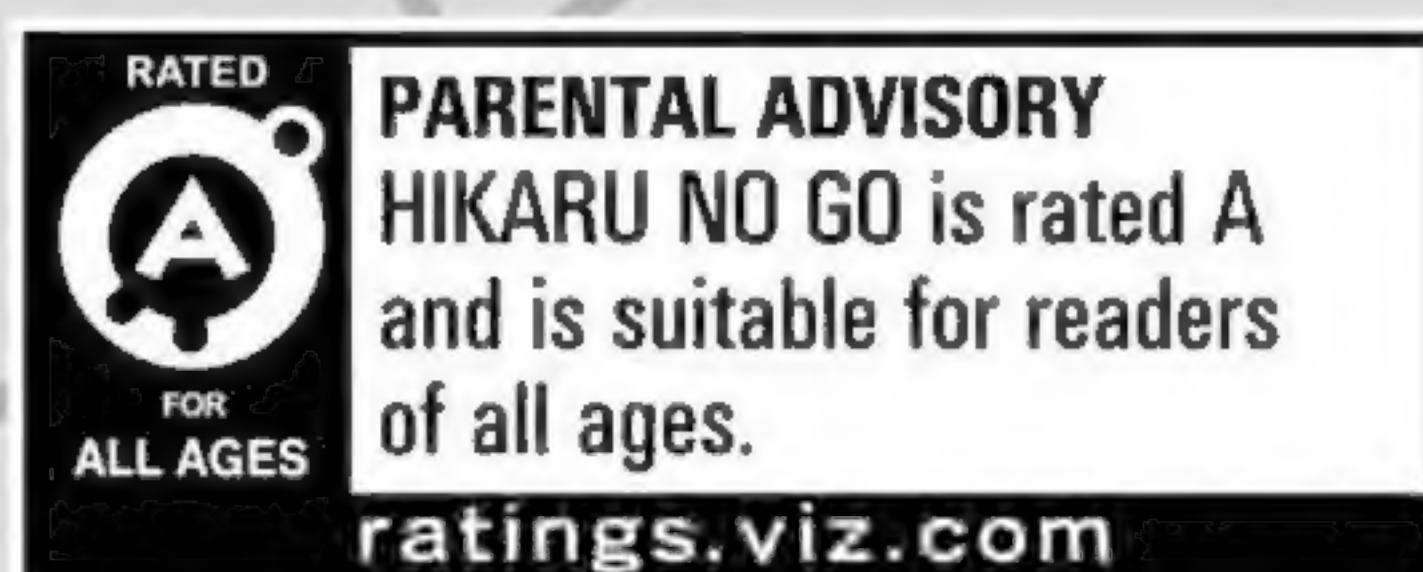 RATED
A
FOR
ALL AGES
PARENTAL ADVISORY
HIKARU NO GO is rated A
and is suitable for readers
of all ages.
ratings.viz.com